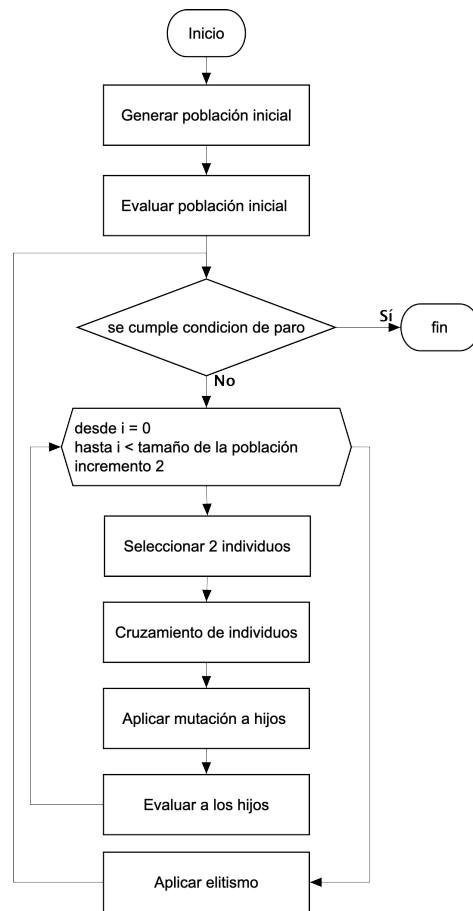 Inicio
Generar población inicial
Evaluar población inicial
se cumple condicion de paro
Sí
fin
No
desde i = 0
hasta i < tamaño de la población
incremento 2
Seleccionar 2 individuos
Cruzamiento de individuos
Aplicar mutación a hijos
Evaluar a los hijos
Aplicar elitismo